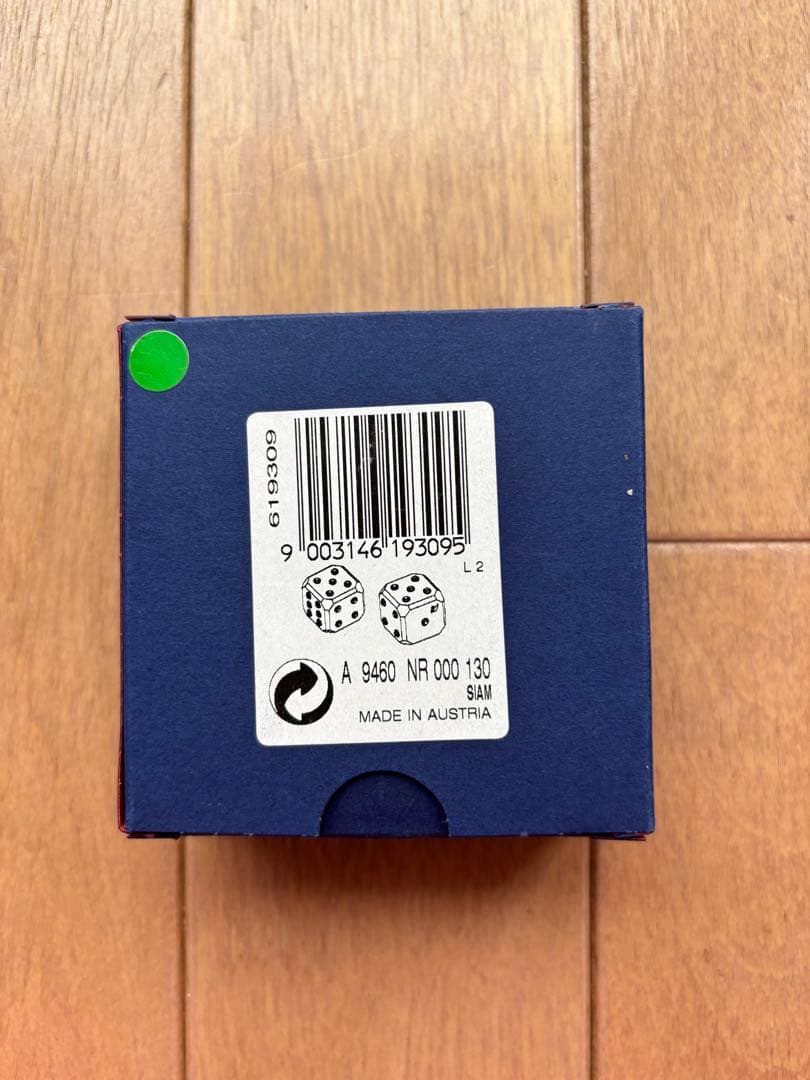 619309
9 003146 193095
L 2
A 9460 NR 000 130
SIAM
MADE IN AUSTRIA